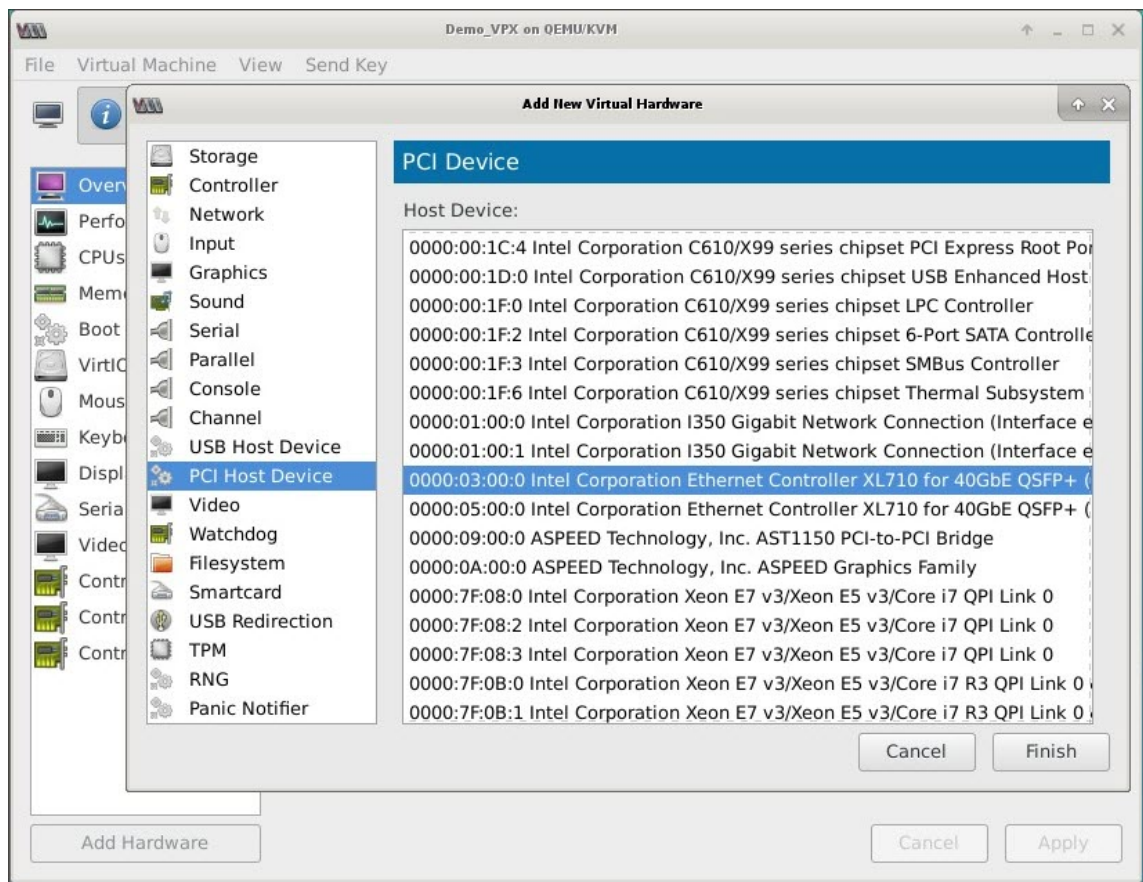 Demo_VPX on QEMU/KVM
File Virtual Machine View Send Key
Add New Virtual Hardware
Overv
Perfo
CPUs
Mem
Boot
VirtIO
Mous
Keyb
Displ
Seria
Video
Contr
Contr
Contr
Storage
Controller
Network
Input
Graphics
Sound
Serial
Parallel
Console
Channel
USB Host Device
PCI Host Device
Video
Watchdog
Filesystem
Smartcard
USB Redirection
TPM
RNG
Panic Notifier
PCI Device
Host Device:
0000:00:1C:4 Intel Corporation C610/X99 series chipset PCI Express Root Por
0000:00:1D:0 Intel Corporation C610/X99 series chipset USB Enhanced Host
0000:00:1F:0 Intel Corporation C610/X99 series chipset LPC Controller
0000:00:1F:2 Intel Corporation C610/X99 series chipset 6-Port SATA Controlle
0000:00:1F:3 Intel Corporation C610/X99 series chipset SMBus Controller
0000:00:1F:6 Intel Corporation C610/X99 series chipset Thermal Subsystem
0000:01:00:0 Intel Corporation I350 Gigabit Network Connection (Interface e
0000:01:00:1 Intel Corporation I350 Gigabit Network Connection (Interface e
0000:03:00:0 Intel Corporation Ethernet Controller XL710 for 40GbE QSFP+ (
0000:05:00:0 Intel Corporation Ethernet Controller XL710 for 40GbE QSFP+ (
0000:09:00:0 ASPEED Technology, Inc. AST1150 PCI-to-PCI Bridge
0000:0A:00:0 ASPEED Technology, Inc. ASPEED Graphics Family
0000:7F:08:0 Intel Corporation Xeon E7 v3/Xeon E5 v3/Core i7 QPI Link 0
0000:7F:08:2 Intel Corporation Xeon E7 v3/Xeon E5 v3/Core i7 QPI Link 0
0000:7F:08:3 Intel Corporation Xeon E7 v3/Xeon E5 v3/Core i7 QPI Link 0
0000:7F:0B:0 Intel Corporation Xeon E7 v3/Xeon E5 v3/Core i7 R3 QPI Link 0
0000:7F:0B:1 Intel Corporation Xeon E7 v3/Xeon E5 v3/Core i7 R3 QPI Link 0
Cancel Finish
Add Hardware
Cancel Apply